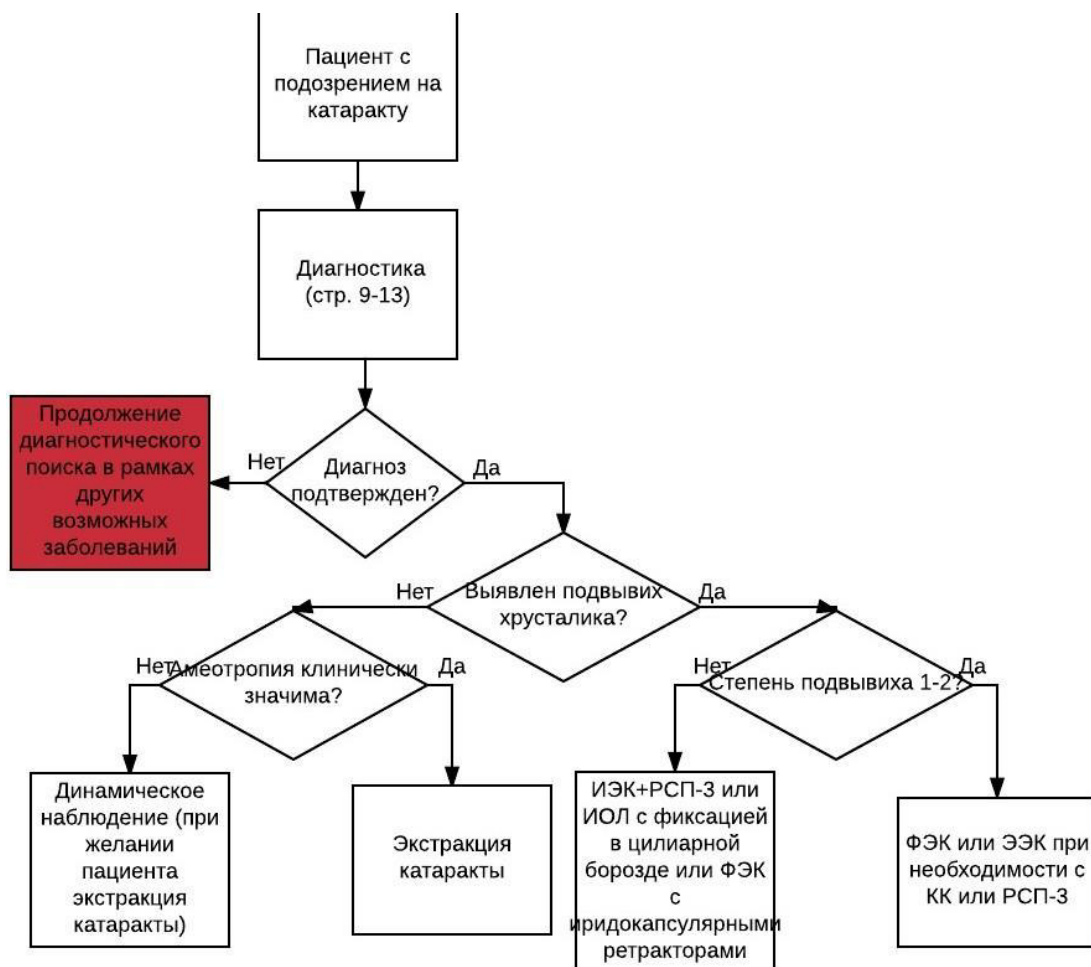 Пациент с
подозрением на
катаракту
Диагностика
(стр. 9-13)
Продолжение
диагностического
поиска в рамках
других
возможных
заболеваний
Нет
Диагноз
подтвержден?
Да
Нет
Выявлен подвывих
хрусталика?
Да
Нет
Амеотропия клинически
значима?
Да
Нет
Степень подвывиха 1-2?
Да
Динамическое
наблюдение (при
желании
пациента
экстракция
катаракты)
Экстракция
катаракты
ИЭК+РСП-3 или
ИОЛ с фиксацией
в цилиарной
борозде или ФЭК
с
иридокапсулярными
ретракторами
ФЭК или ЭЭК при
необходимости с
КК или РСП-3